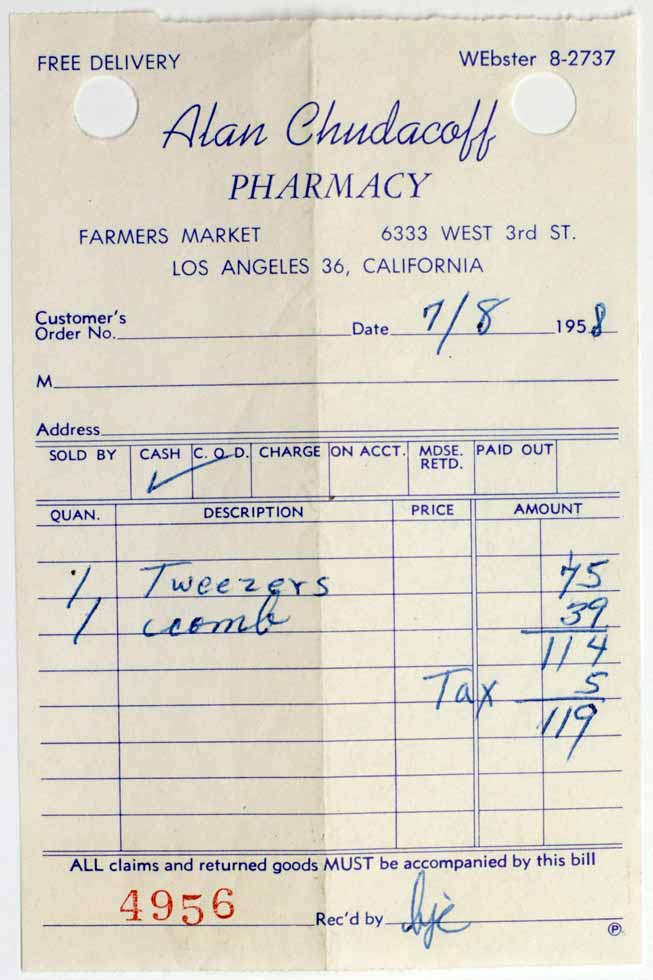 FREE DELIVERY WEbster 8-2737
Alan Chudacoff
PHARMACY
FARMERS MARKET 6333 WEST 3rd ST.
LOS ANGELES 36, CALIFORNIA
Customer's
Order No. Date 7/8 1958
M
Address
SOLD BY CASH C. O. D. CHARGE ON ACCT. MDSE. RETD. PAID OUT
QUAN. DESCRIPTION PRICE AMOUNT
1 Tweezers 75
1 comb 39
114
Tax 5
119
ALL claims and returned goods MUST be accompanied by this bill
4956 Rec'd by
P